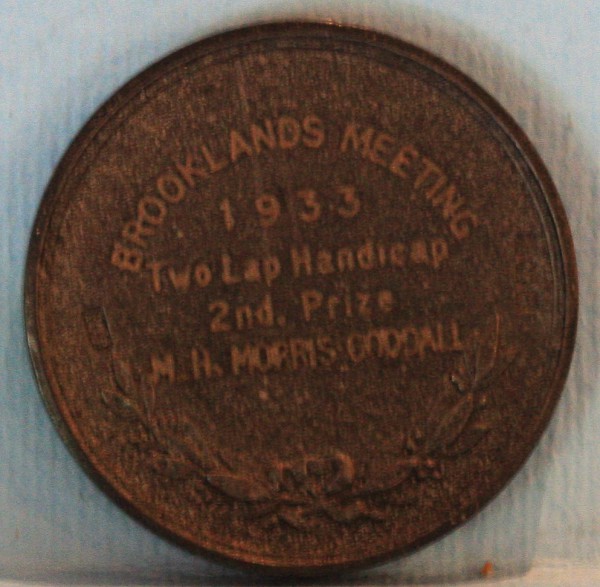 BROOKLANDS MEETING
1933
Two Lap Handicap
2nd. Prize
M.H. MORRIS GOODALL